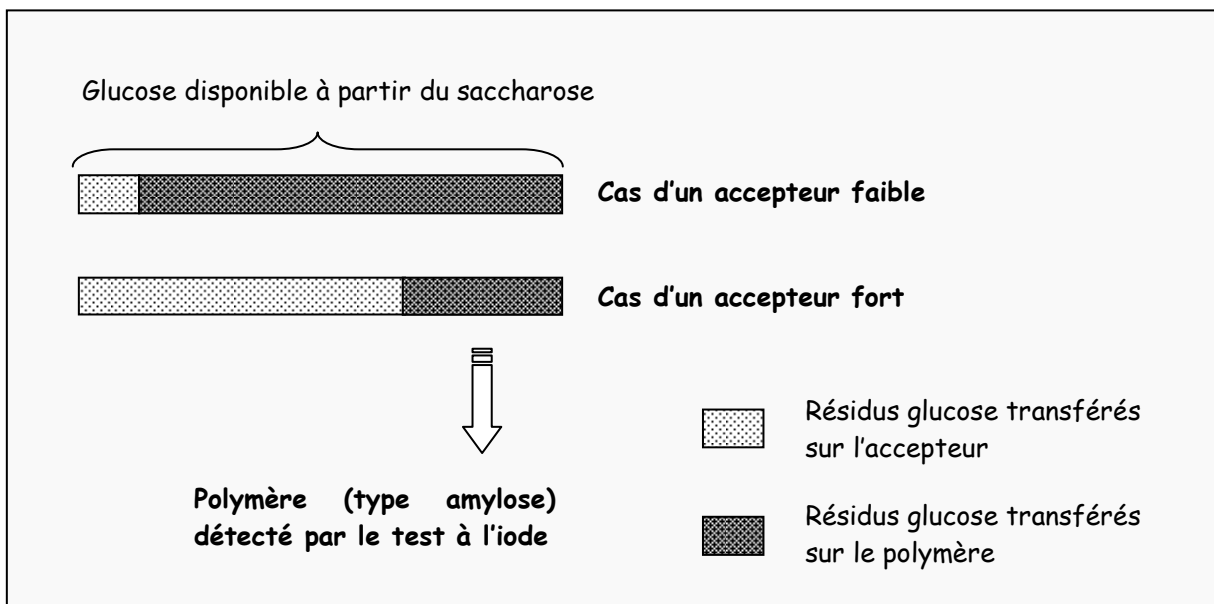 Glucose disponible à partir du saccharose
Cas d'un accepteur faible
Cas d'un accepteur fort
Résidus glucose transférés
sur l'accepteur
Polymère (type amylose)
détecté par le test à l'iode
Résidus glucose transférés
sur le polymère